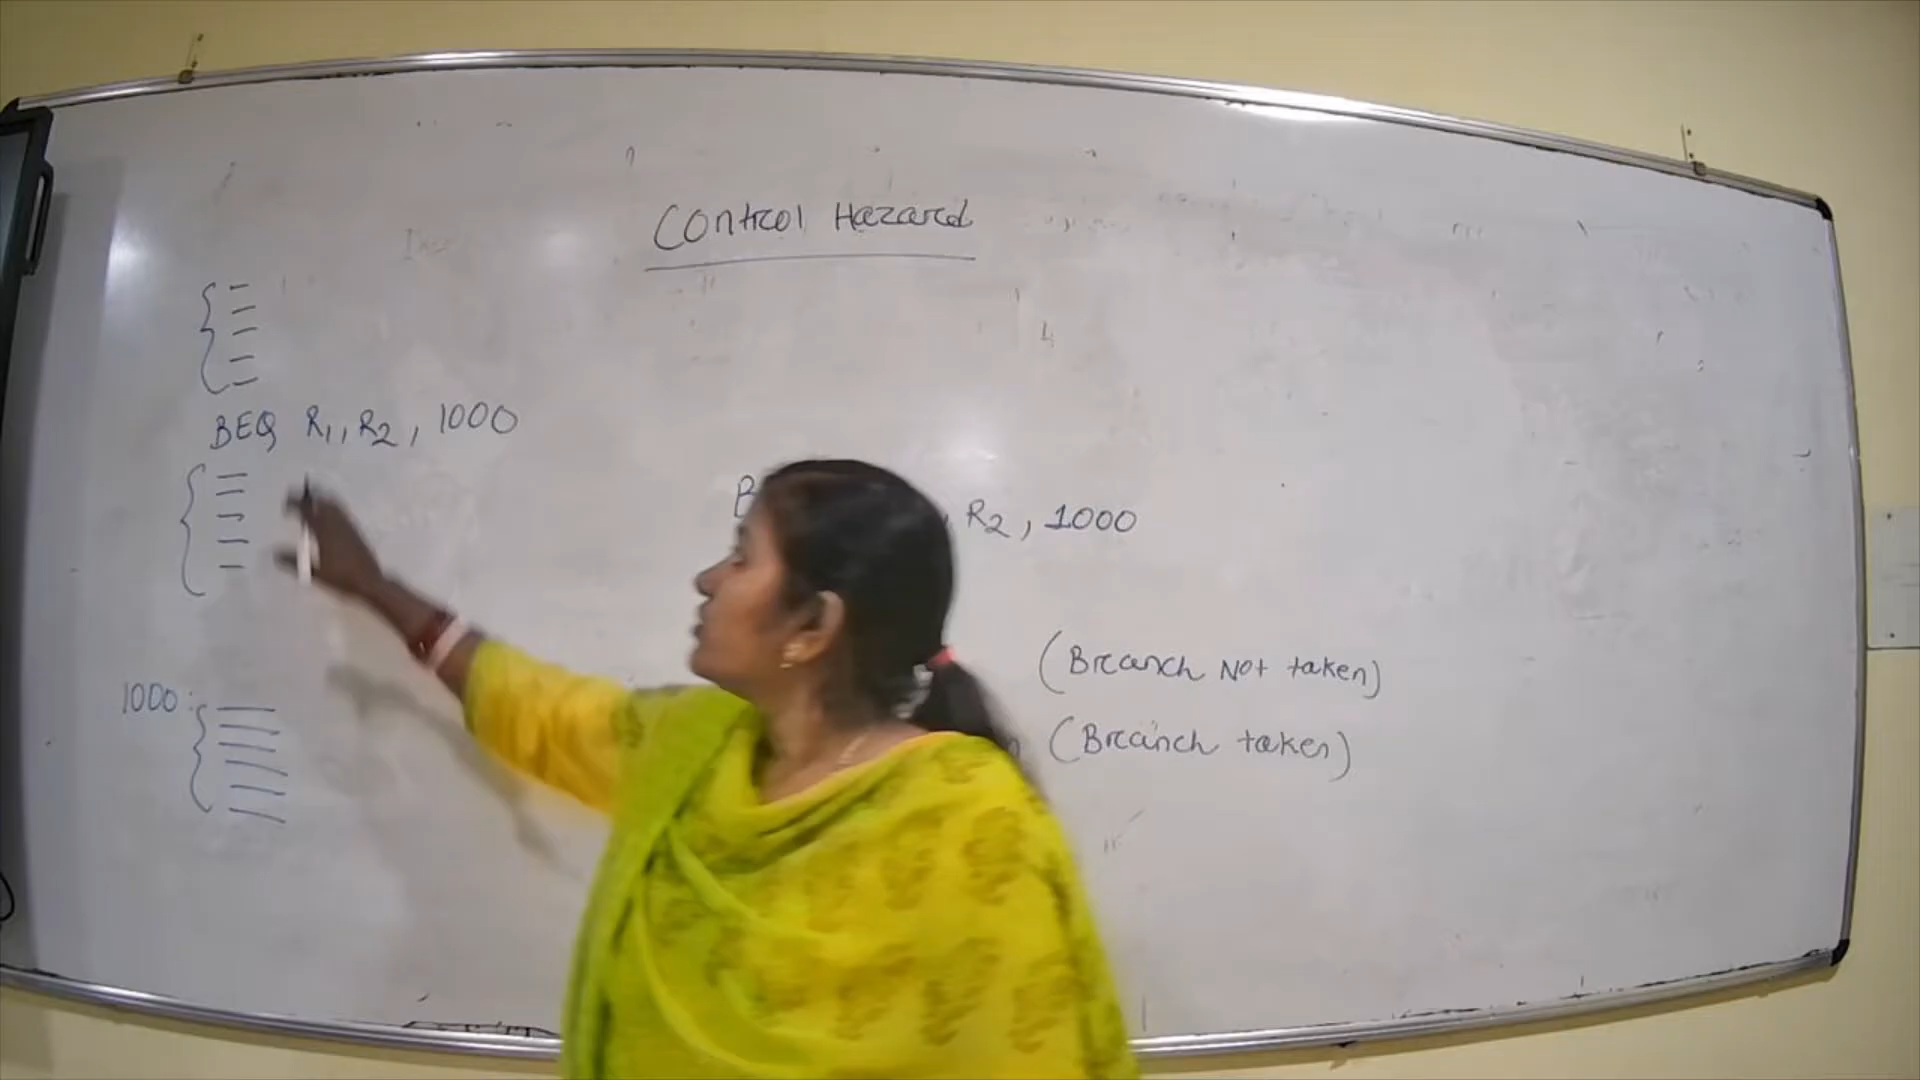 Control Hazard
BEQ R1, R2, 1000
R2, 1000
(Branch Not taken)
(Branch taken)
1000: